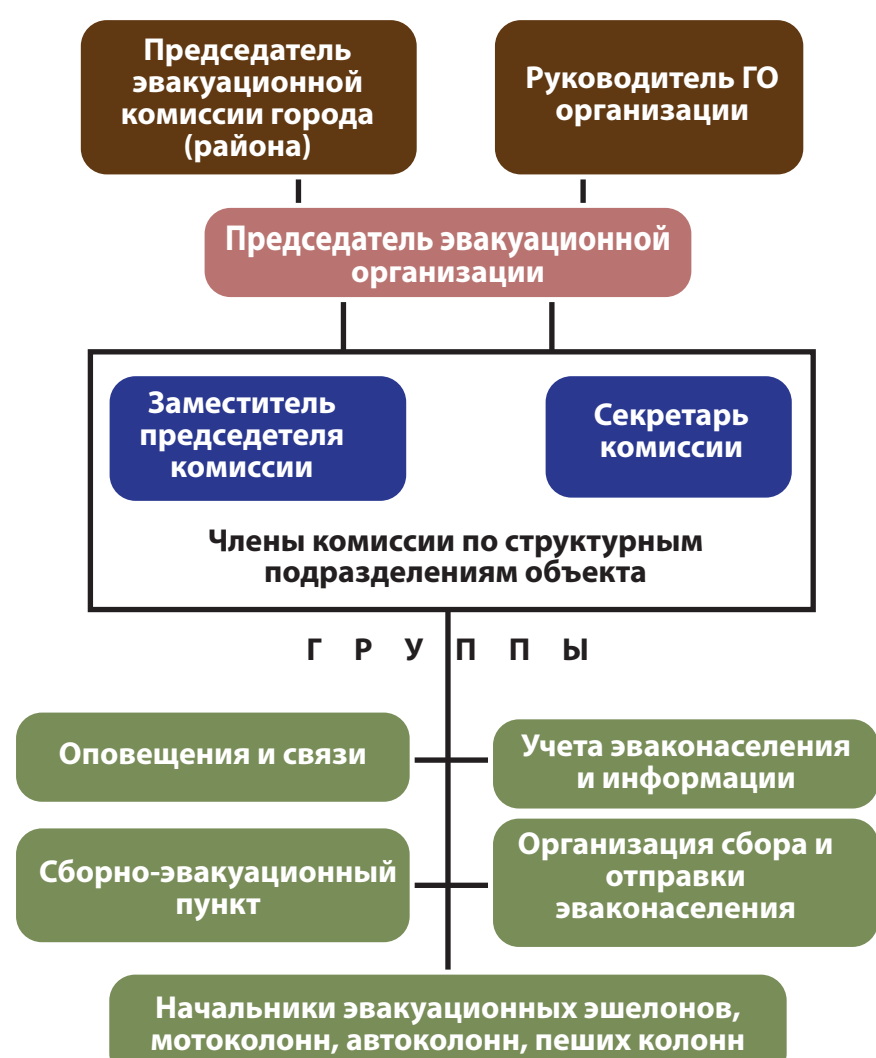 Председатель
эвакуационной
комиссии города
(района)
Руководитель ГО
организации
Председатель эвакуационной
организации
Заместитель
председетеля
комиссии
Секретарь
комиссии
Члены комиссии по структурным
подразделениям объекта
Г Р У П П Ы
Оповещения и связи
Учета эваконаселения
и информации
Сборно-эвакуационный
пункт
Организация сбора и
отправки
эваконаселения
Начальники эвакуационных эшелонов,
мотоколонн, автоколонн, пеших колонн